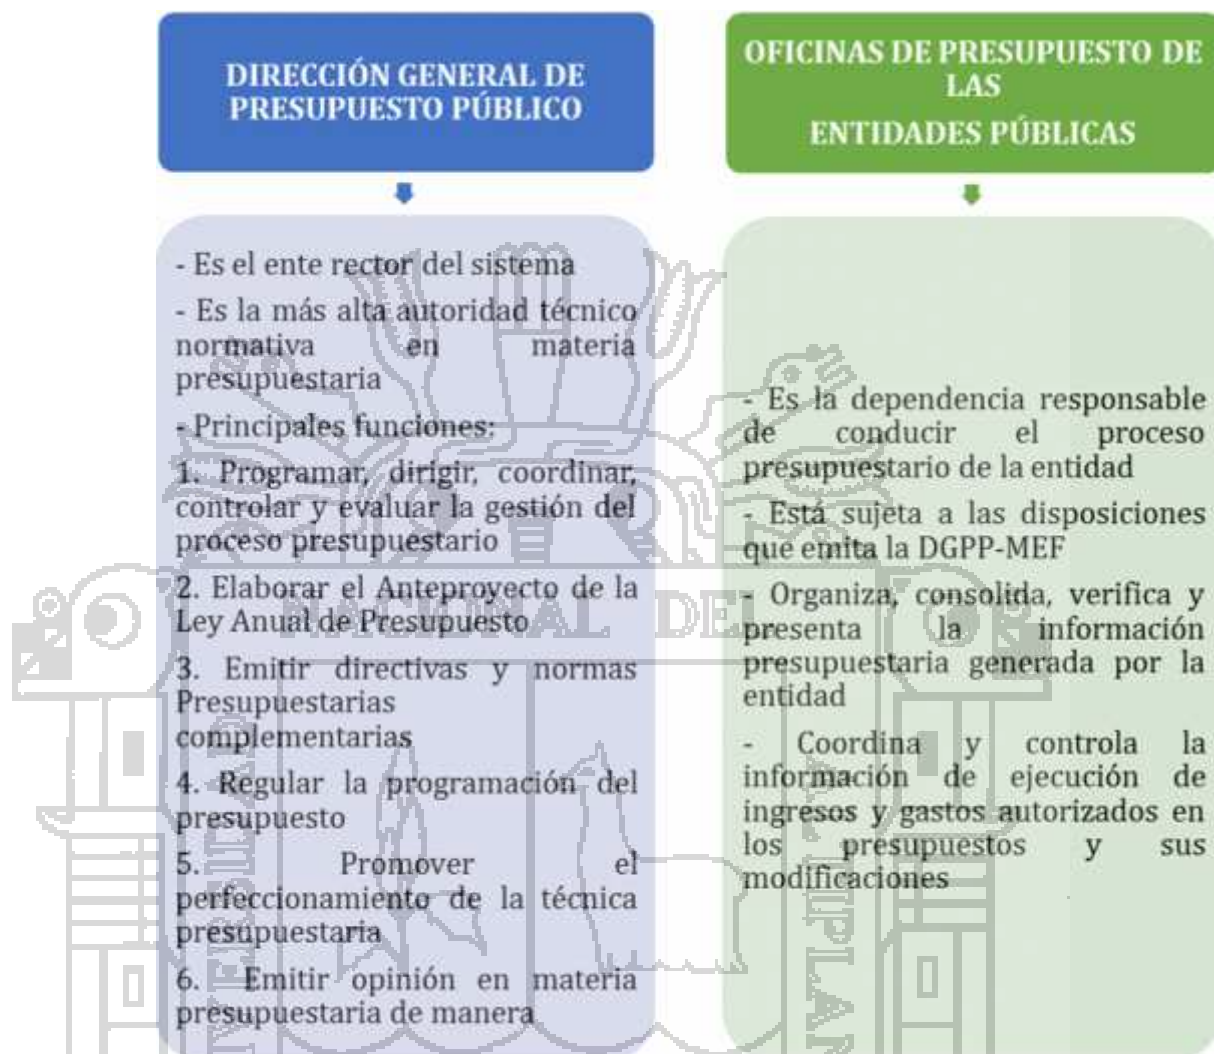 DIRECCIÓN GENERAL DE
PRESUPUESTO PÚBLICO
- Es el ente rector del sistema
- Es la más alta autoridad técnico
normativa en materia
presupuestaria
- Principales funciones:
1. Programar, dirigir, coordinar,
controlar y evaluar la gestión del
proceso presupuestario
2. Elaborar el Anteproyecto de la
Ley Anual de Presupuesto
3. Emitir directivas y normas
Presupuestarias
complementarias
4. Regular la programación del
presupuesto
5. Promover el
perfeccionamiento de la técnica
presupuestaria
6. Emitir opinión en materia
presupuestaria de manera
OFICINAS DE PRESUPUESTO DE
LAS
ENTIDADES PÚBLICAS
- Es la dependencia responsable
de conducir el proceso
presupuestario de la entidad
- Está sujeta a las disposiciones
que emita la DGPP-MEF
- Organiza, consolida, verifica y
presenta la información
presupuestaria generada por la
entidad
- Coordina y controla la
información de ejecución de
ingresos y gastos autorizados en
los presupuestos y sus
modificaciones
NACIONAL DEL